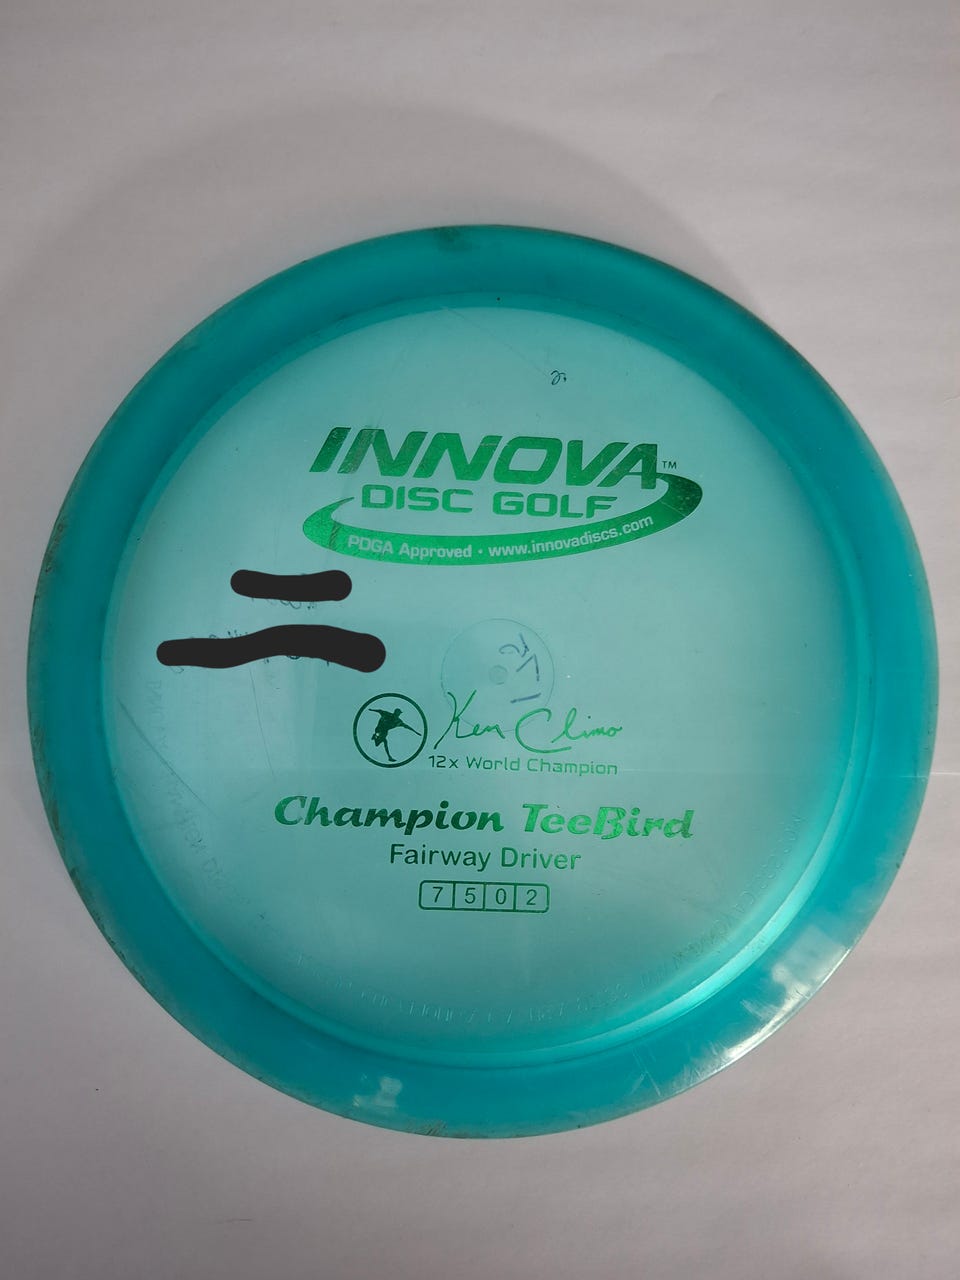 INNOVA™
DISC GOLF
PDGA Approved • www.innovadiscs.com
175
Ken Climo
12x World Champion
Champion TeeBird
Fairway Driver
7 5 0 2